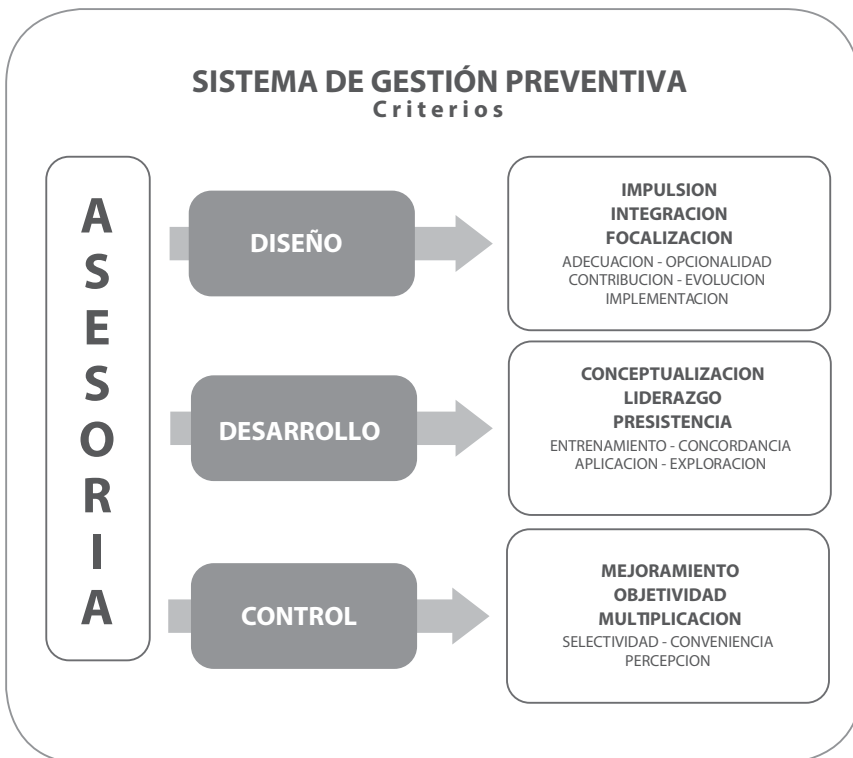 SISTEMA DE GESTIÓN PREVENTIVA
Criterios
ASESORIA
DISEÑO
IMPULSION
INTEGRACION
FOCALIZACION
ADECUACION - OPCIONALIDAD
CONTRIBUCION - EVOLUCION
IMPLEMENTACION
DESARROLLO
CONCEPTUALIZACION
LIDERAZGO
PRESISTENCIA
ENTRENAMIENTO - CONCORDANCIA
APLICACION - EXPLORACION
CONTROL
MEJORAMIENTO
OBJETIVIDAD
MULTIPLICACION
SELECTIVIDAD - CONVENIENCIA
PERCEPCION